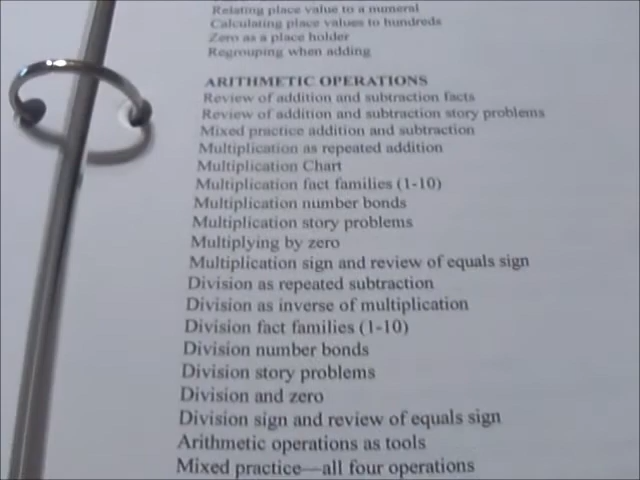 Relating place value to a numeral
Calculating place values to hundreds
Zero as a place holder
Regrouping when adding
ARITHMETIC OPERATIONS
Review of addition and subtraction facts
Review of addition and subtraction story problems
Mixed practice addition and subtraction
Multiplication as repeated addition
Multiplication Chart
Multiplication fact families (1-10)
Multiplication number bonds
Multiplication story problems
Multiplying by zero
Multiplication sign and review of equals sign
Division as repeated subtraction
Division as inverse of multiplication
Division fact families (1-10)
Division number bonds
Division story problems
Division and zero
Division sign and review of equals sign
Arithmetic operations as tools
Mixed practice—all four operations